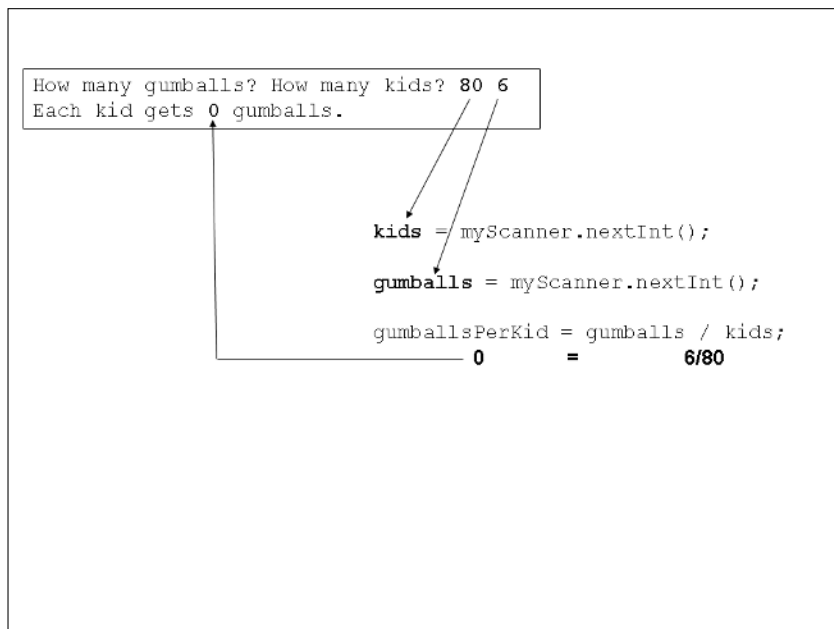 How many gumballs? How many kids? 80 6
Each kid gets 0 gumballs.
kids = myScanner.nextInt();
gumballs = myScanner.nextInt();
gumballsPerKid = gumballs / kids;
0 = 6/80